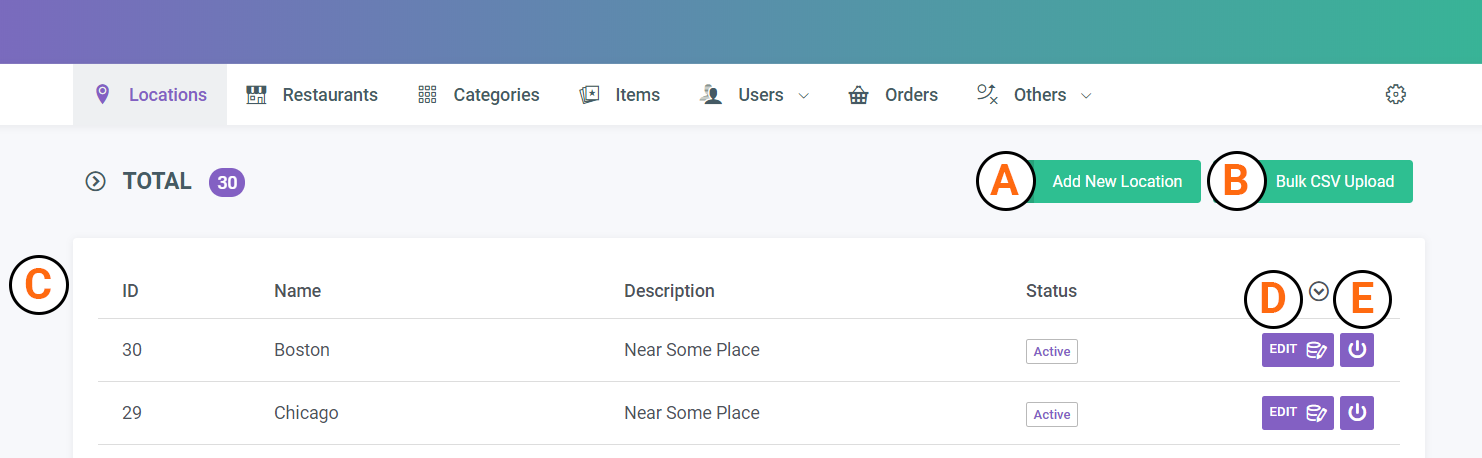 Locations Restaurants Categories Items Users Orders Others
TOTAL 30 A Add New Location B Bulk CSV Upload
C ID Name Description Status D E
30 Boston Near Some Place Active EDIT
29 Chicago Near Some Place Active EDIT